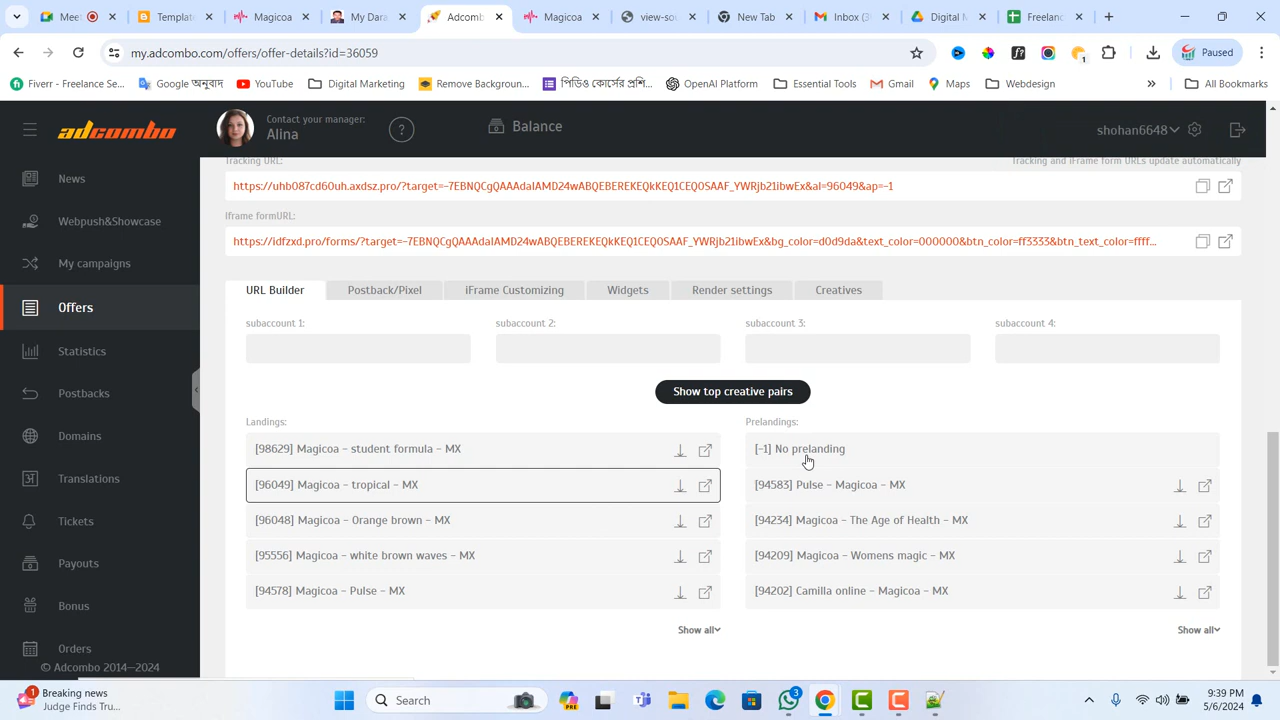 Meet
Template
Insta
My Da
Adcomb
Magicoa
view-sou
New Tab
Inbox (3
Digital M
Freelanc
my.adcombo.com/offers/offer-details?id=36059
1
Paused
Fiverr - Freelance Se...
Google অনুবাদ
YouTube
Digital Marketing
Remove Background...
পিডিও কোর্সের প্রশি...
OpenAI Platform
Essential Tools
Gmail
Maps
Webdesign
All Bookmarks
adcombo
Contact your manager:
Alina
?
Balance
shohan6648
Tracking URL:
Tracking and iFrame form URLs update automatically
https://uhb087cd60uh.axdsz.pro/?target=-7EBNQCgQAAAdaIAMD24wABQEBEREKEQkKEQ1CEQ0SAAF_YWRjb21ibwEx&al=96049&ap=-1
Iframe formURL:
https://idfzxd.pro/forms/?target=-7EBNQCgQAAAdaIAMD24wABQEBEREKEQkKEQ1CEQ0SAAF_YWRjb21ibwEx&bg_color=d0d9da&text_color=000000&btn_color=ff3333&btn_text_color=ffff...
News
Webpush&Showcase
My campaigns
Offers
Statistics
Postbacks
Domains
Translations
Tickets
Payouts
Bonus
Orders
© Adcombo 2014—2024
URL Builder
Postback/Pixel
iFrame Customizing
Widgets
Render settings
Creatives
subaccount 1:
subaccount 2:
subaccount 3:
subaccount 4:
Show top creative pairs
Landings:
[98629] Magicoa - student formula - MX
[96049] Magicoa - tropical - MX
[96048] Magicoa - Orange brown - MX
[95556] Magicoa - white brown waves - MX
[94578] Magicoa - Pulse - MX
Show all
Prelandings:
[-1] No prelanding
[94583] Pulse - Magicoa - MX
[94234] Magicoa - The Age of Health - MX
[94209] Magicoa - Womens magic - MX
[94202] Camilla online - Magicoa - MX
Show all
1
Breaking news
Judge Finds Tru...
Search
3
9:39 PM
5/6/2024